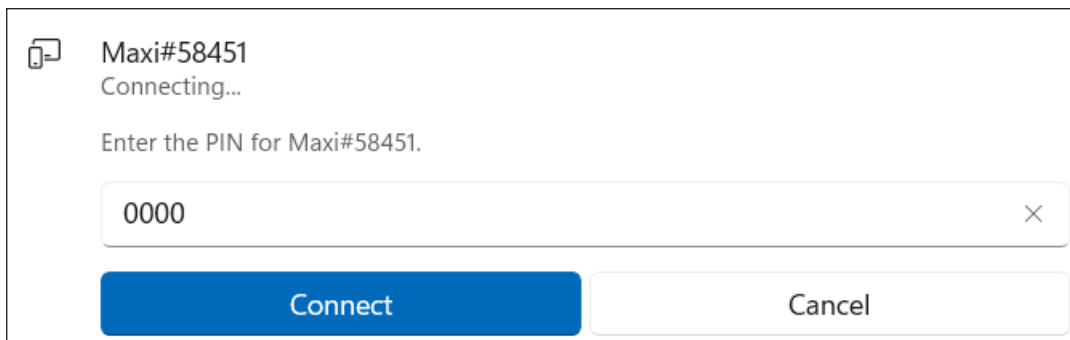 Maxi#58451
Connecting...
Enter the PIN for Maxi#58451.
0000
Connect
Cancel